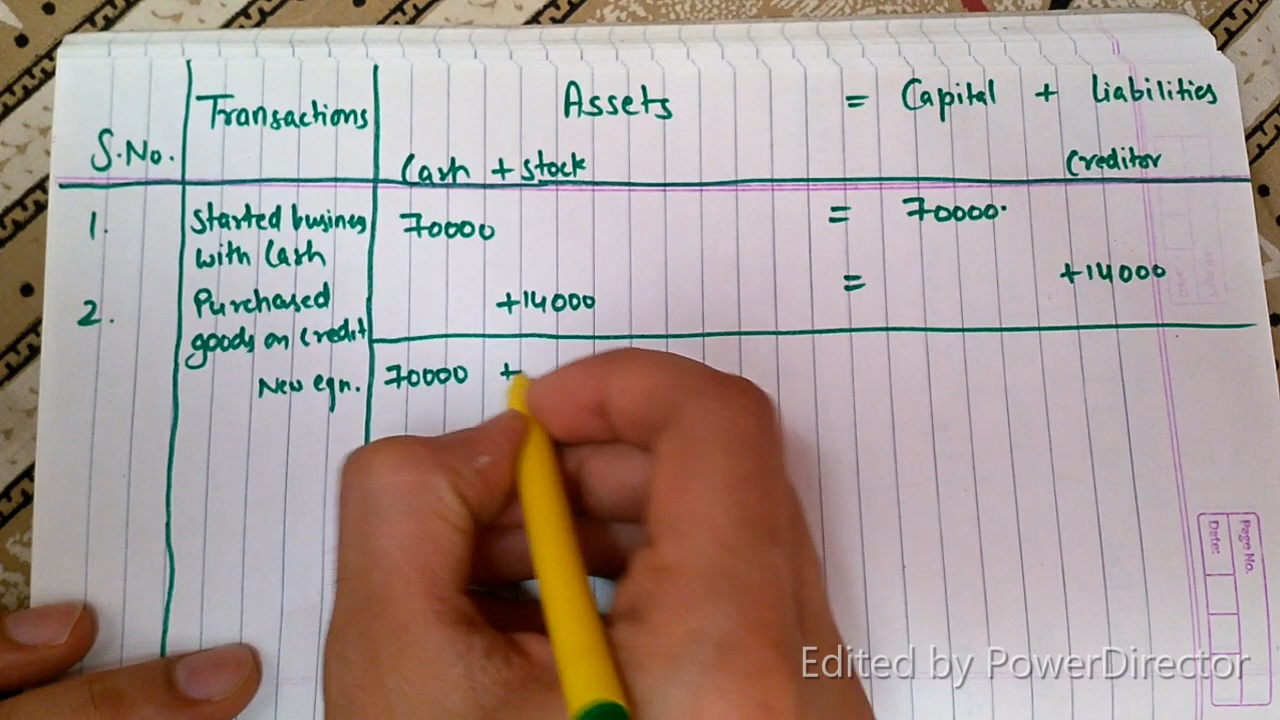 Transactions Assets = Capital + Liabilities
S.No. Cash + stock Creditor
1. Started busines 70000 = 70000.
with Cash
2. Purchased +14000 = +14000
goods on Credit
New eqn. 70000 +
Page No.
Date:
Edited by PowerDirector